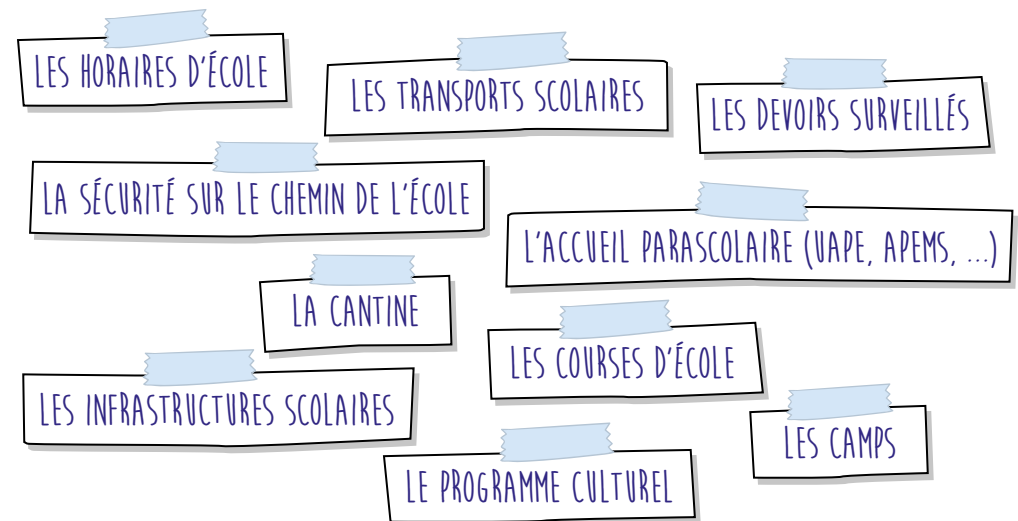 LES HORAIRES D'ÉCOLE
LES TRANSPORTS SCOLAIRES
LES DEVOIRS SURVEILLÉS
LA SÉCURITÉ SUR LE CHEMIN DE L'ÉCOLE
L'ACCUEIL PARASCOLAIRE (UAPE, APEMS, ...)
LA CANTINE
LES COURSES D'ÉCOLE
LES INFRASTRUCTURES SCOLAIRES
LES CAMPS
LE PROGRAMME CULTUREL